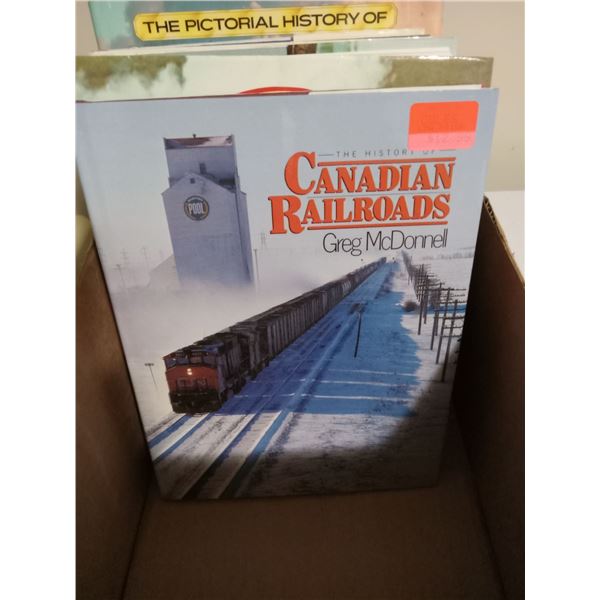 THE PICTORIAL HISTORY OF
THE HISTORY OF
CANADIAN
RAILROADS
Greg McDonnell
POOL